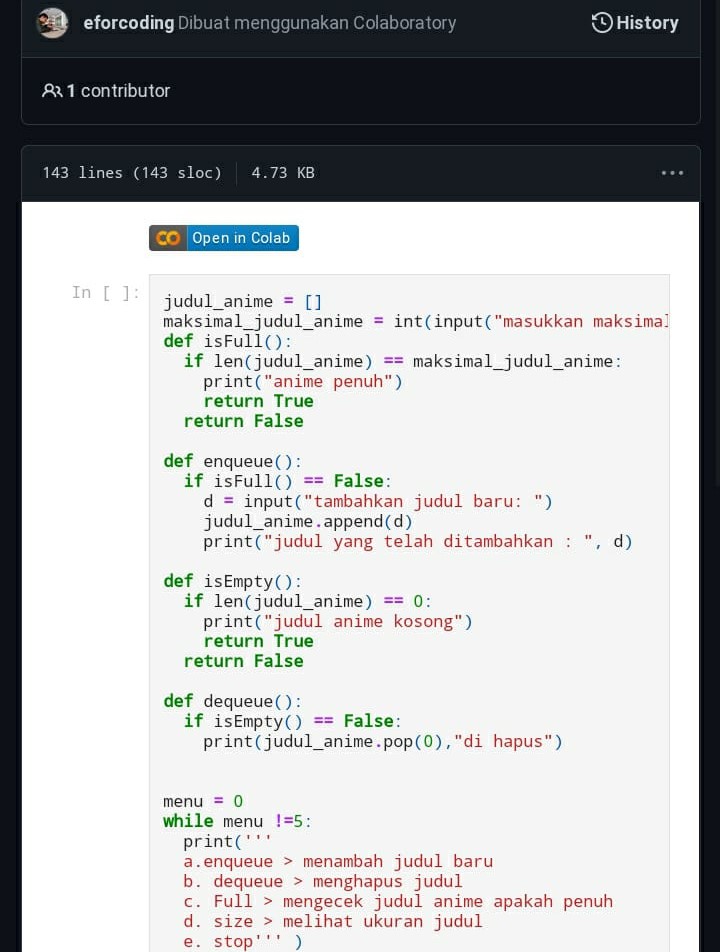 eforcoding Dibuat menggunakan Colaboratory History
1 contributor
143 lines (143 sloc) 4.73 KB
Open in Colab
In [ ]:
judul_anime = []
maksimal_judul_anime = int(input("masukkan maksimal
def isFull():
  if len(judul_anime) == maksimal_judul_anime:
    print("anime penuh")
    return True
  return False
def enqueue():
  if isFull() == False:
    d = input("tambahkan judul baru: ")
    judul_anime.append(d)
    print("judul yang telah ditambahkan : ", d)
def isEmpty():
  if len(judul_anime) == 0:
    print("judul anime kosong")
    return True
  return False
def dequeue():
  if isEmpty() == False:
    print(judul_anime.pop(0),"di hapus")
menu = 0
while menu !=5:
  print('''
  a.enqueue > menambah judul baru
  b. dequeue > menghapus judul
  c. Full > mengecek judul anime apakah penuh
  d. size > melihat ukuran judul
  e. stop''' )